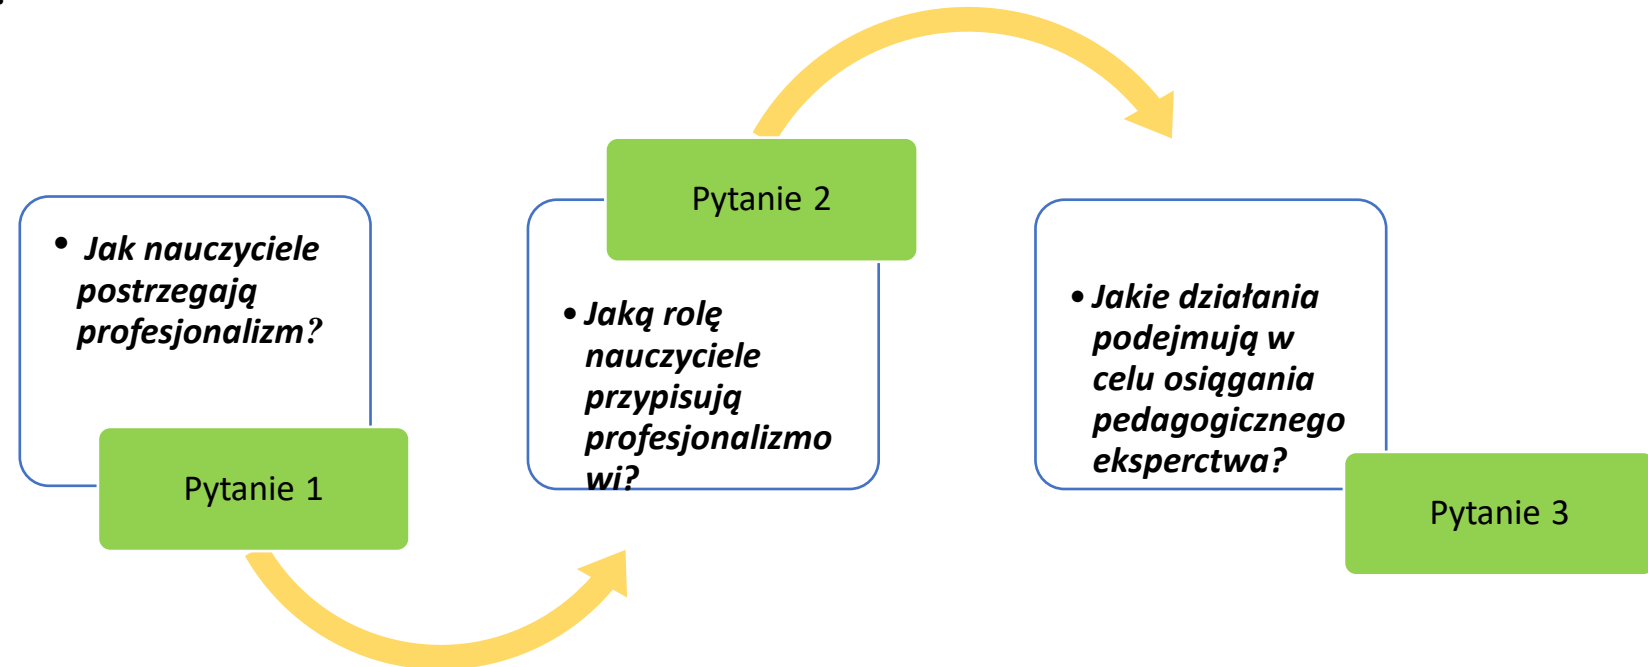 • Jak nauczyciele
postrzegają
profesjonalizm?
Pytanie 1
Pytanie 2
• Jaką rolę
nauczyciele
przypisują
profesjonalizmo
wi?
• Jakie działania
podejmują w
celu osiągania
pedagogicznego
eksperctwa?
Pytanie 3